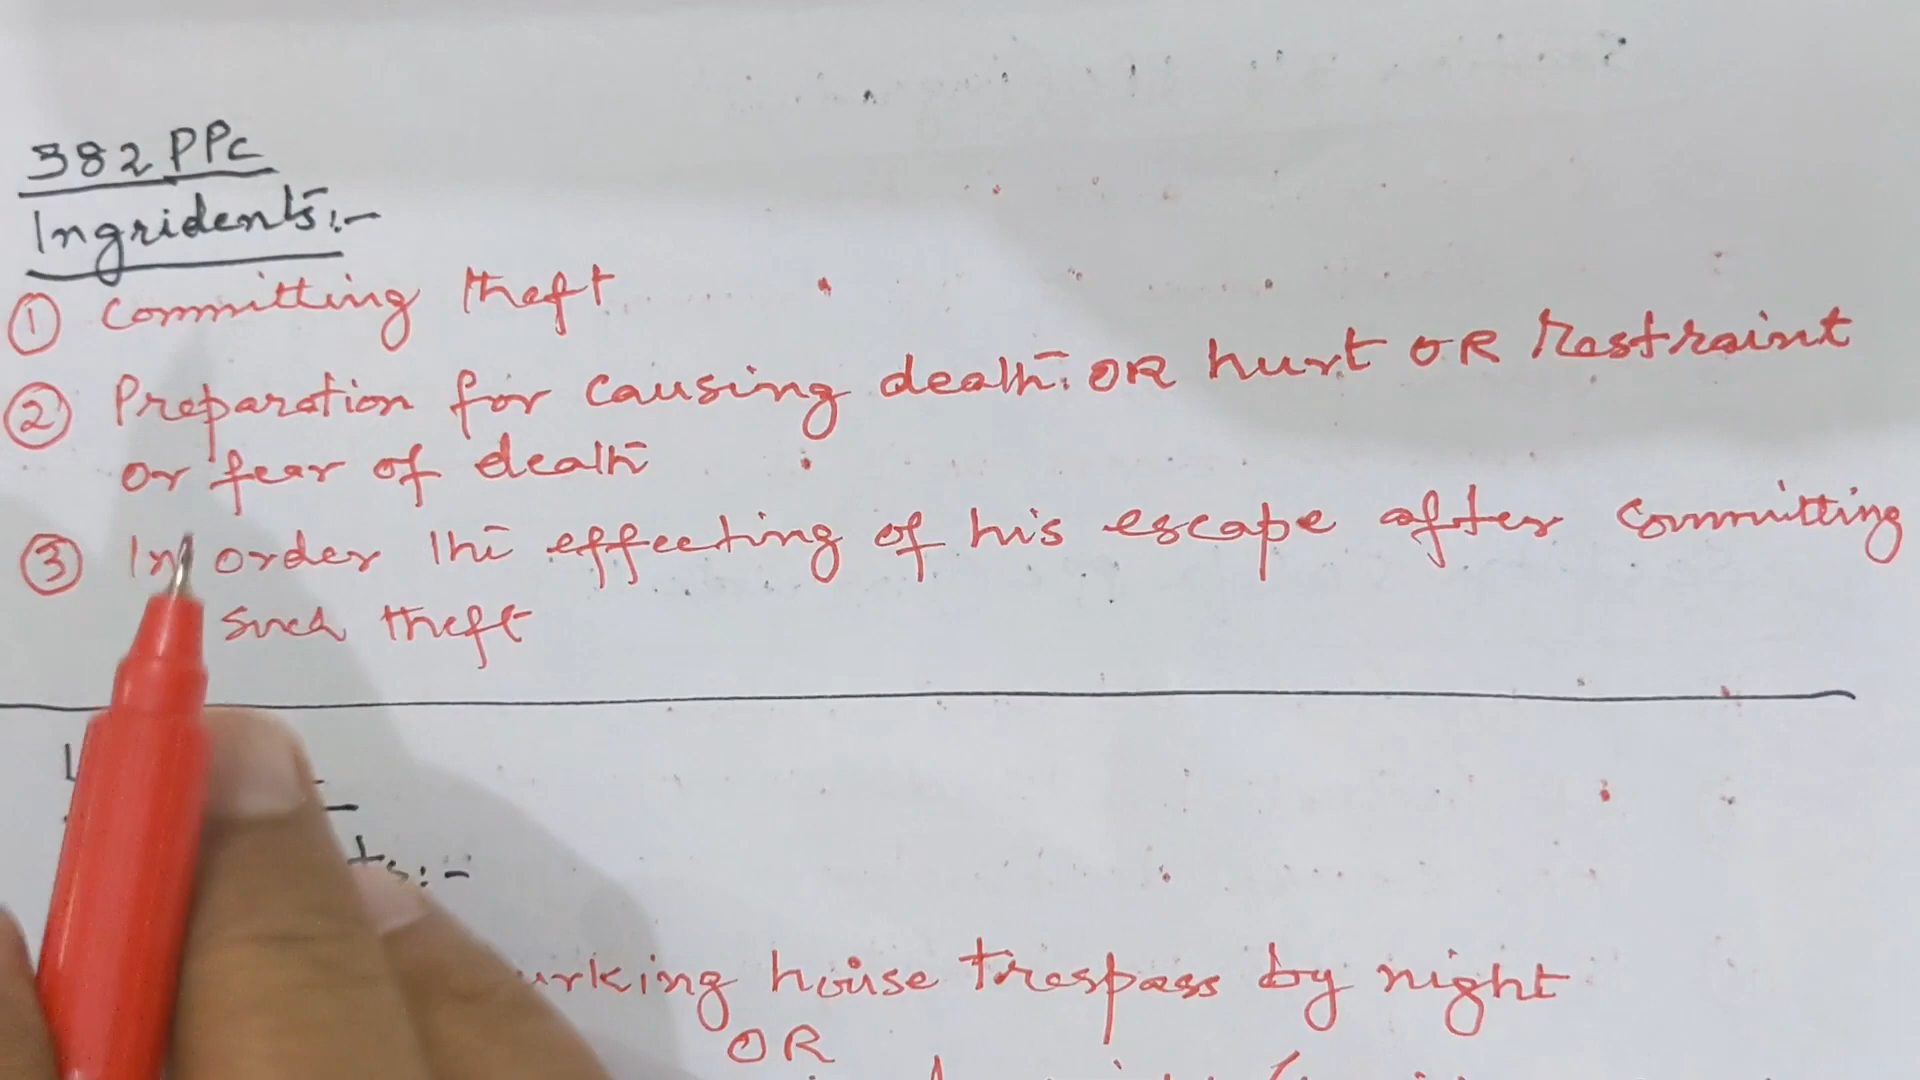 382 PPC
Ingridents:-
① Committing theft
② Preparation for causing death. OR hurt OR Restraint
or fear of death
③ In order the effecting of his escape after committing
such theft
urking house trespass by night
OR